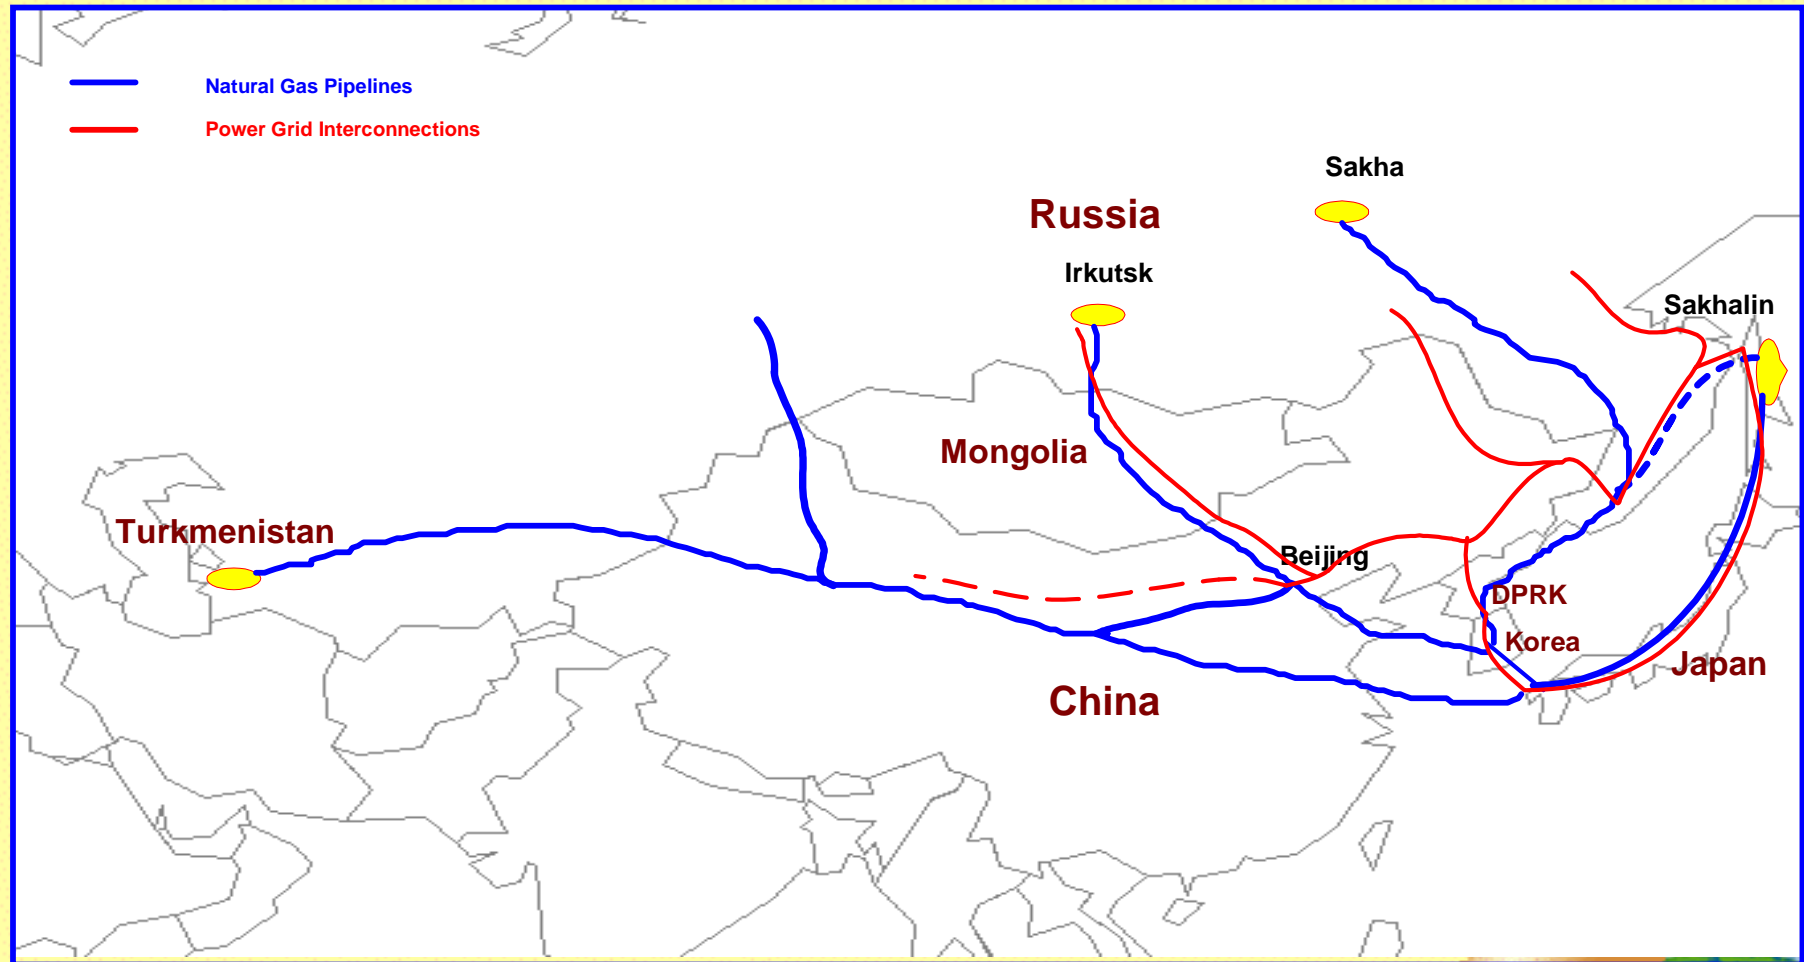 Natural Gas Pipelines
Power Grid Interconnections
Sakha
Russia
Irkutsk
Sakhalin
Mongolia
Turkmenistan
Beijing
DPRK
Korea
Japan
China